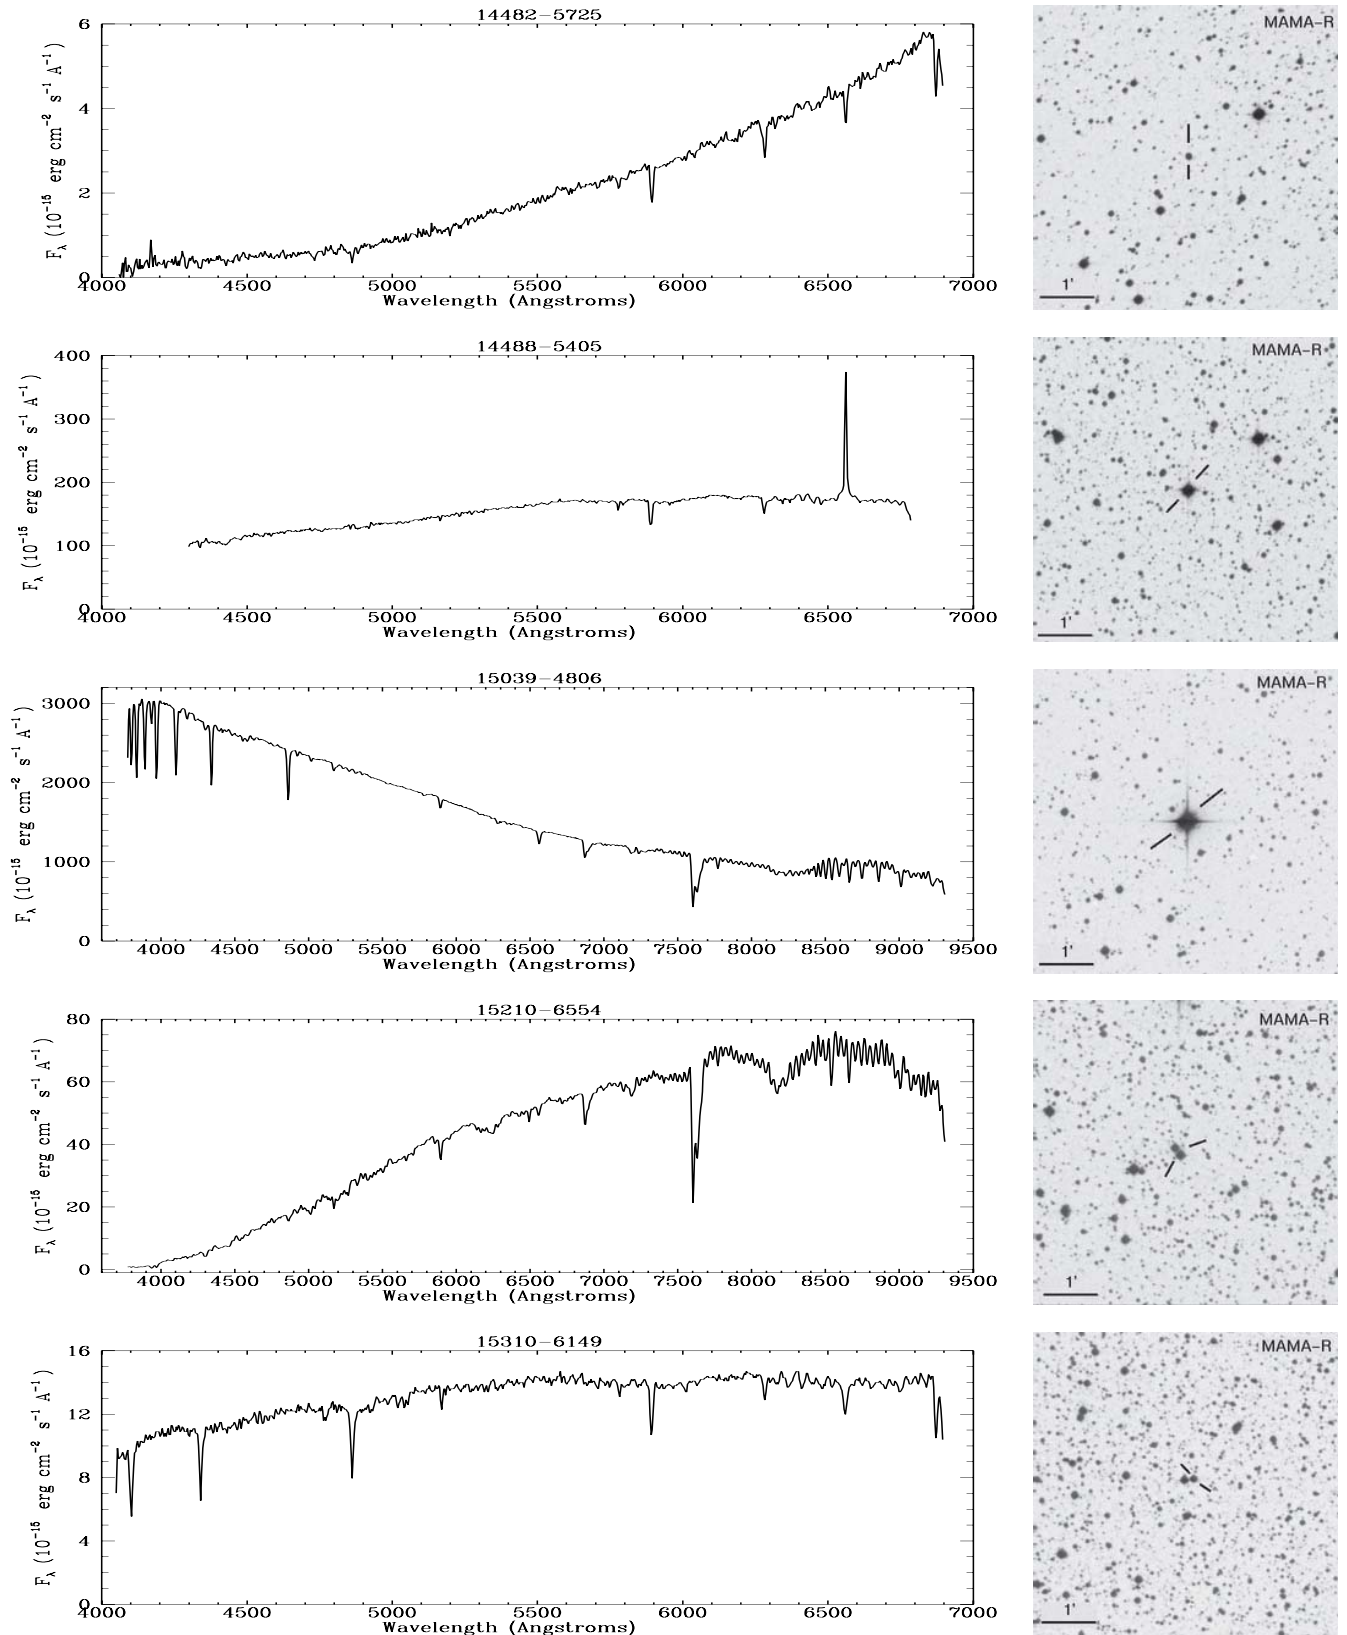 14482-5725
MAMA-R
6
4
2
0
F_λ (10⁻¹⁵ erg cm⁻² s⁻¹ A⁻¹)
4000 4500 5000 5500 6000 6500 7000
Wavelength (Angstroms)
1'
14488-5405
MAMA-R
400
300
200
100
0
F_λ (10⁻¹⁵ erg cm⁻² s⁻¹ A⁻¹)
4000 4500 5000 5500 6000 6500 7000
Wavelength (Angstroms)
1'
15039-4806
MAMA-R
3000
2000
1000
0
F_λ (10⁻¹⁵ erg cm⁻² s⁻¹ A⁻¹)
4000 4500 5000 5500 6000 6500 7000 7500 8000 8500 9000 9500
Wavelength (Angstroms)
1'
15210-6554
MAMA-R
80
60
40
20
0
F_λ (10⁻¹⁵ erg cm⁻² s⁻¹ A⁻¹)
4000 4500 5000 5500 6000 6500 7000 7500 8000 8500 9000 9500
Wavelength (Angstroms)
1'
15310-6149
MAMA-R
16
12
8
4
0
F_λ (10⁻¹⁵ erg cm⁻² s⁻¹ A⁻¹)
4000 4500 5000 5500 6000 6500 7000
Wavelength (Angstroms)
1'